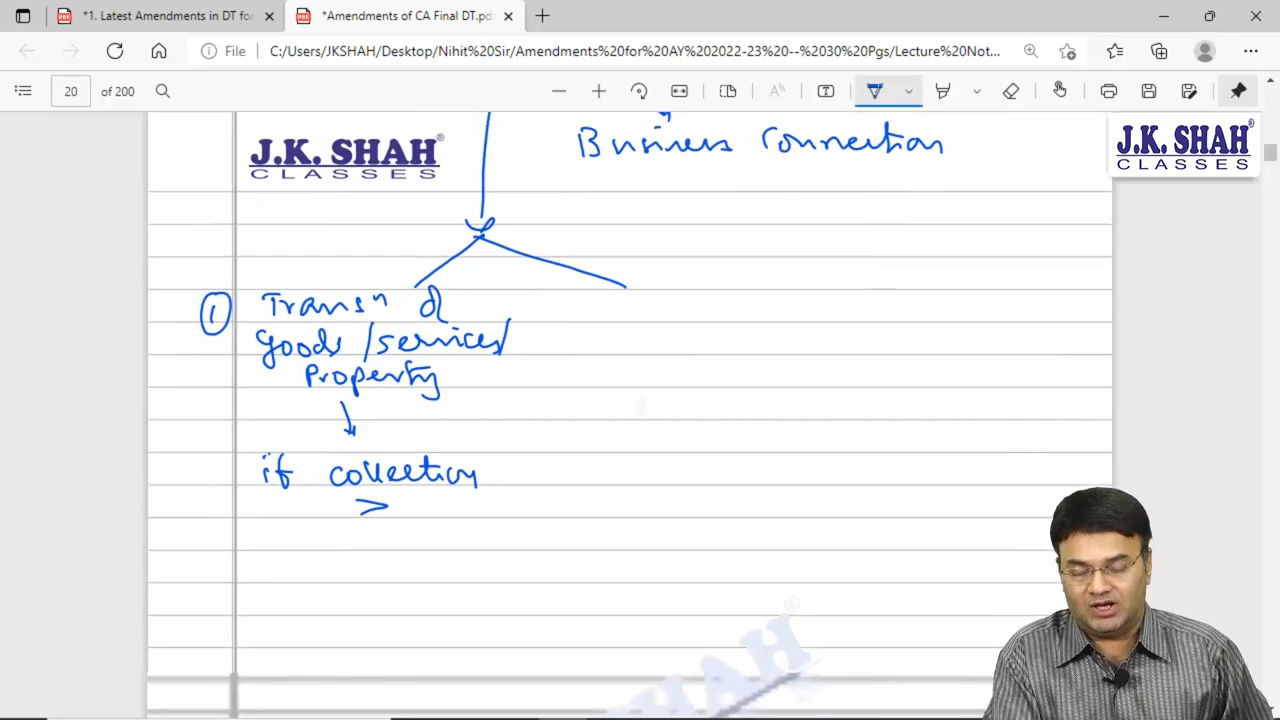 *1. Latest Amendments in DT for
*Amendments of CA Final DT.pdf
File
C:/Users/JKSHAH/Desktop/Nihit%20Sir/Amendments%20for%20AY%202022-23%20--%2030%20Pgs/Lecture%20Not...
20 of 200
J.K. SHAH®
CLASSES
Business Connection
J.K. SHAH®
CLASSES
① Transn of
goods/services/
Property
if collection
>
SHAH ©